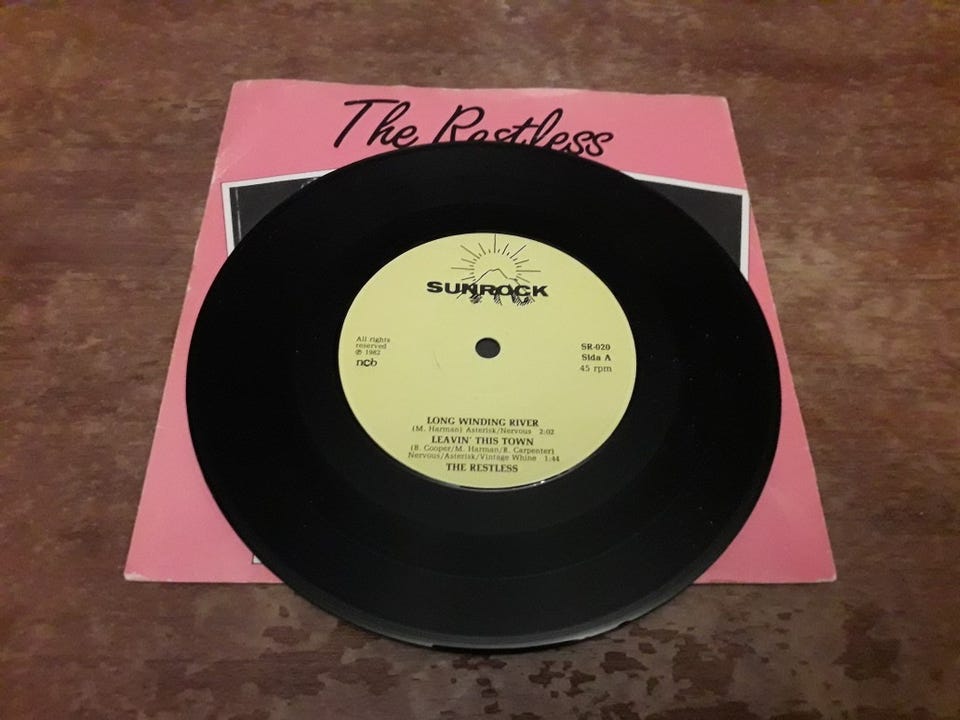 The Restless
SUNROCK
All rights
reserved
℗ 1982
ncb
SR-020
Sida A
45 rpm
LONG WINDING RIVER
(M. Harman) Asterisk/Nervous 2:02
LEAVIN' THIS TOWN
(B. Cooper/M. Harman/R. Carpenter)
Nervous/Asterisk/Vintage Whine 1:44
THE RESTLESS